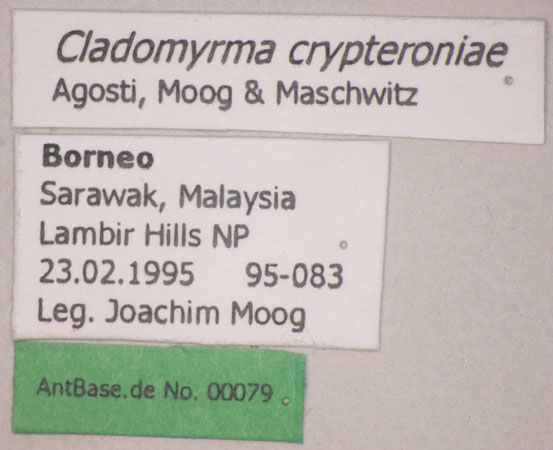 Cladomyrma crypteroniae
Agosti, Moog & Maschwitz
Borneo
Sarawak, Malaysia
Lambir Hills NP
23.02.1995 95-083
Leg. Joachim Moog
AntBase.de No. 00079